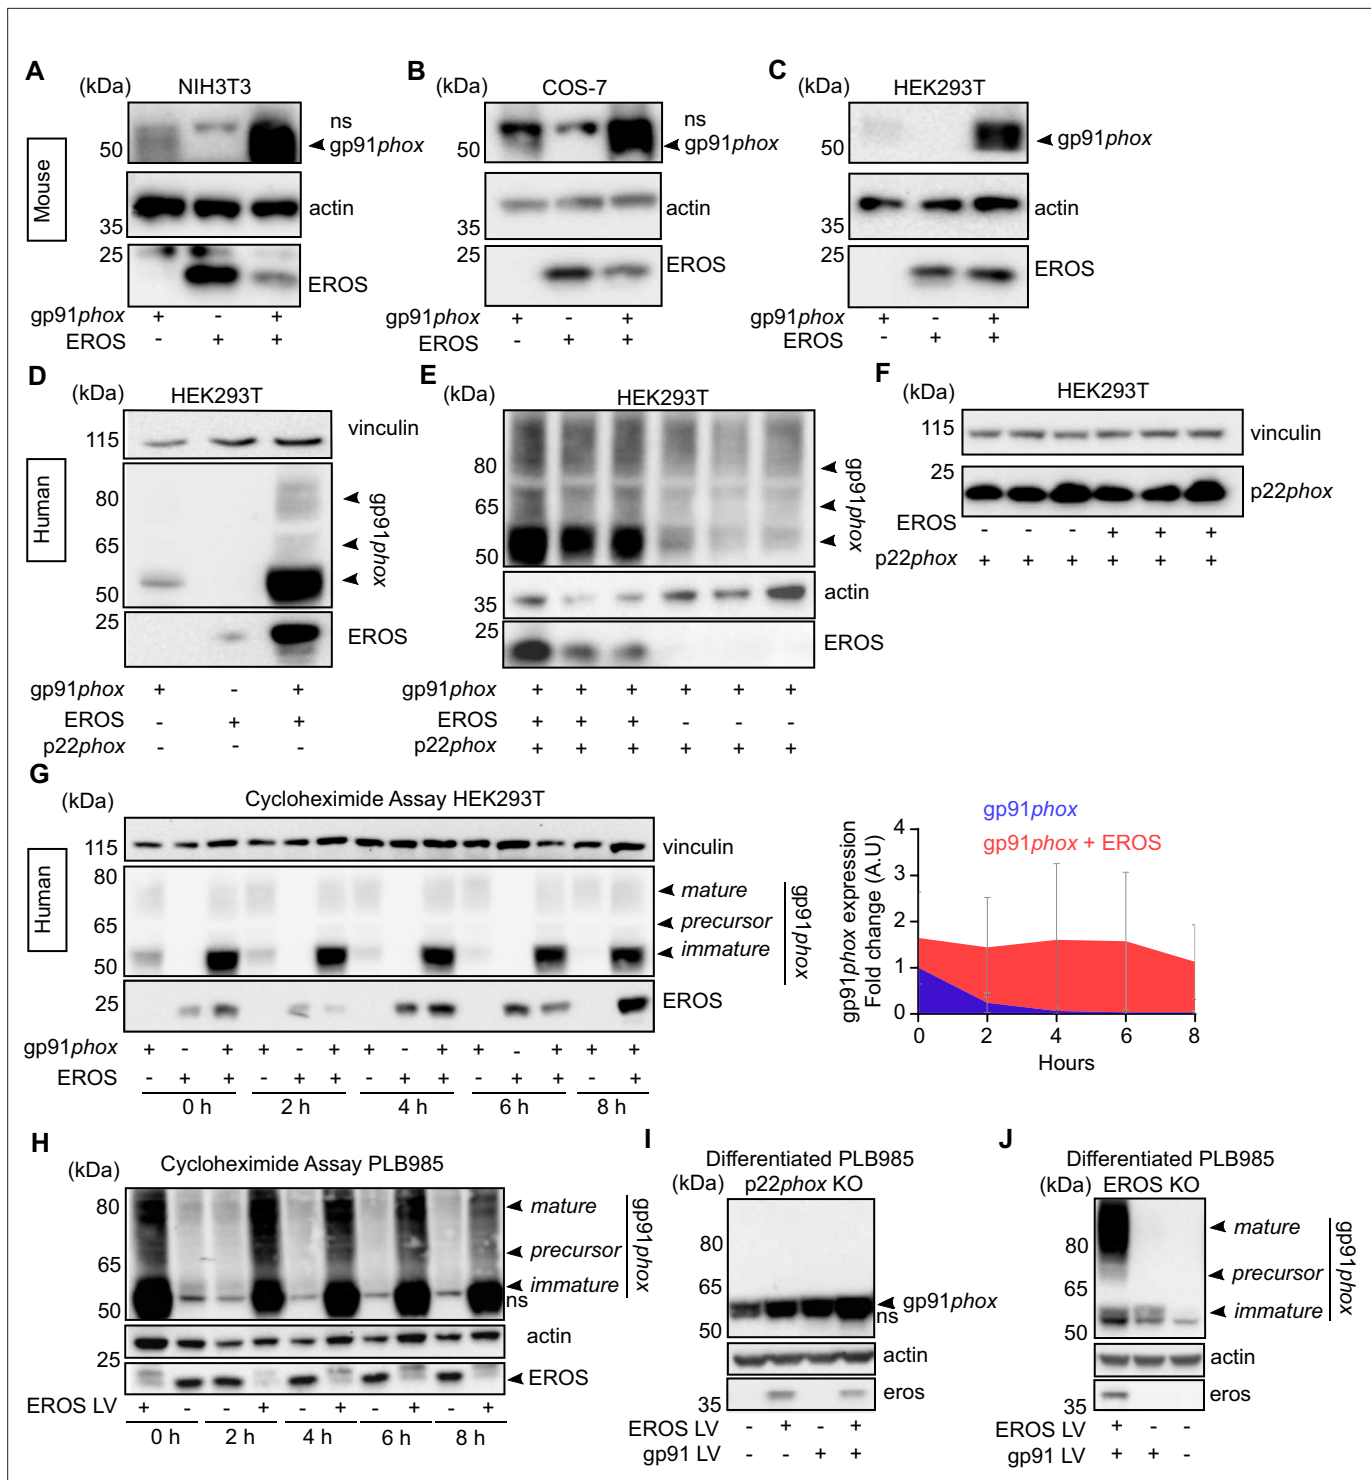 A
(kDa)
NIH3T3
ns
gp91phox
50
actin
35
25
EROS
gp91phox + - +
EROS - + +
Mouse
B
(kDa)
COS-7
ns
gp91phox
50
actin
35
25
EROS
gp91phox + - +
EROS - + +
C
(kDa)
HEK293T
gp91phox
50
actin
35
25
EROS
gp91phox + - +
EROS - + +
D
(kDa)
HEK293T
vinculin
115
80
65
50
gp91phox
25
EROS
gp91phox + - +
EROS - + +
p22phox - - -
Human
E
(kDa)
HEK293T
80
65
50
gp91phox
actin
35
25
EROS
gp91phox + + + + + +
EROS + + + - - -
p22phox + + + + + +
F
(kDa)
HEK293T
115
vinculin
25
p22phox
EROS - - - + + +
p22phox + + + + + +
G
(kDa)
Cycloheximide Assay HEK293T
115
vinculin
80
mature
65
precursor
immature
50
gp91phox
25
EROS
gp91phox + - + + - + + - + + - + + +
EROS - + + - + + - + + - + + - +
0 h 2 h 4 h 6 h 8 h
Human
gp91phox
gp91phox + EROS
gp91phox expression
Fold change (A.U)
4
3
2
1
0
0 2 4 6 8
Hours
H
(kDa)
Cycloheximide Assay PLB985
80
mature
precursor
65
immature
ns
50
gp91phox
actin
25
EROS
EROS LV + - - + - + - + - +
0 h 2 h 4 h 6 h 8 h
I
Differentiated PLB985
(kDa) p22phox KO
80
65
gp91phox
ns
50
actin
eros
35
EROS LV - + - +
gp91 LV - - + +
J
Differentiated PLB985
(kDa) EROS KO
mature
80
precursor
65
immature
50
gp91phox
actin
eros
35
EROS LV + - -
gp91 LV + + -